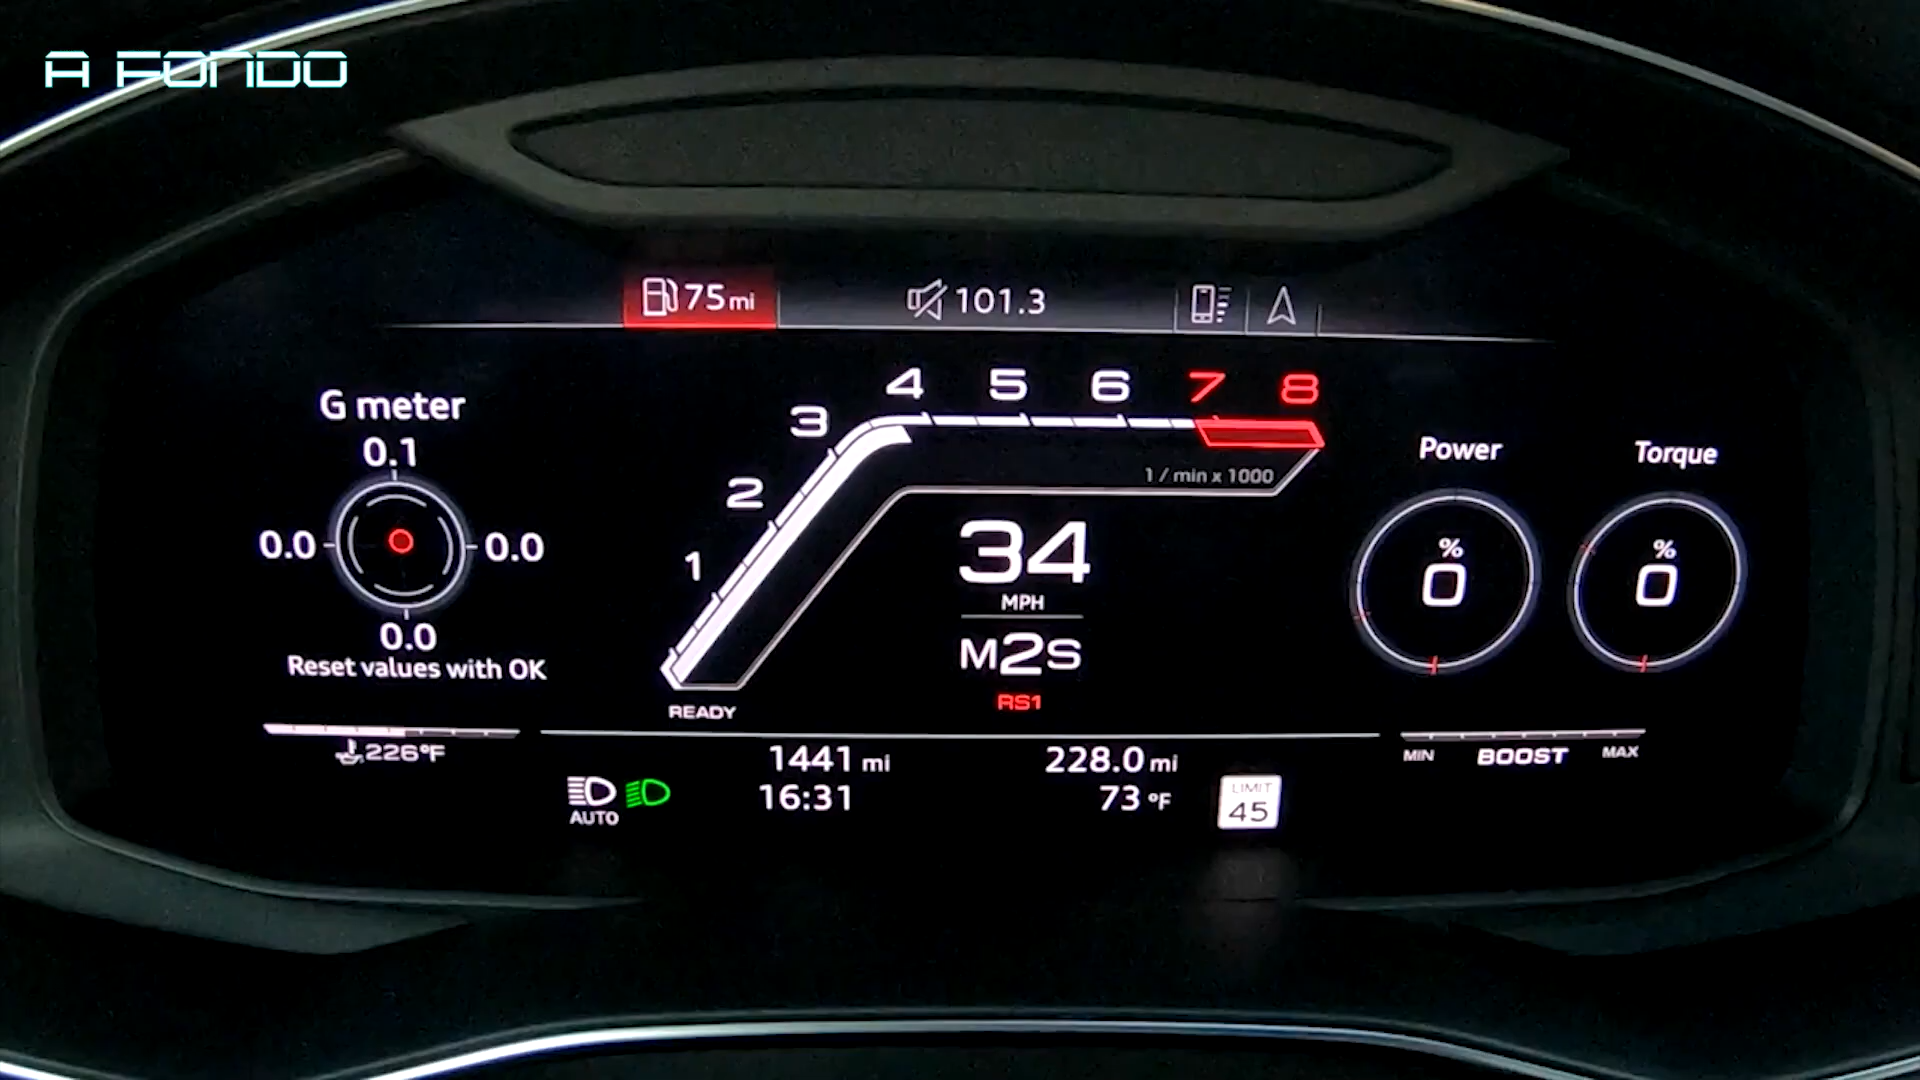 A FONDO
75 mi
101.3
G meter
0.1
0.0
0.0
0.0
Reset values with OK
226°F
1
2
3
4
5
6
7
8
1 / min x 1000
34
MPH
M2S
RS1
READY
Power
%
0
Torque
%
0
MIN BOOST MAX
1441 mi
228.0 mi
AUTO
16:31
73 °F
LIMIT
45